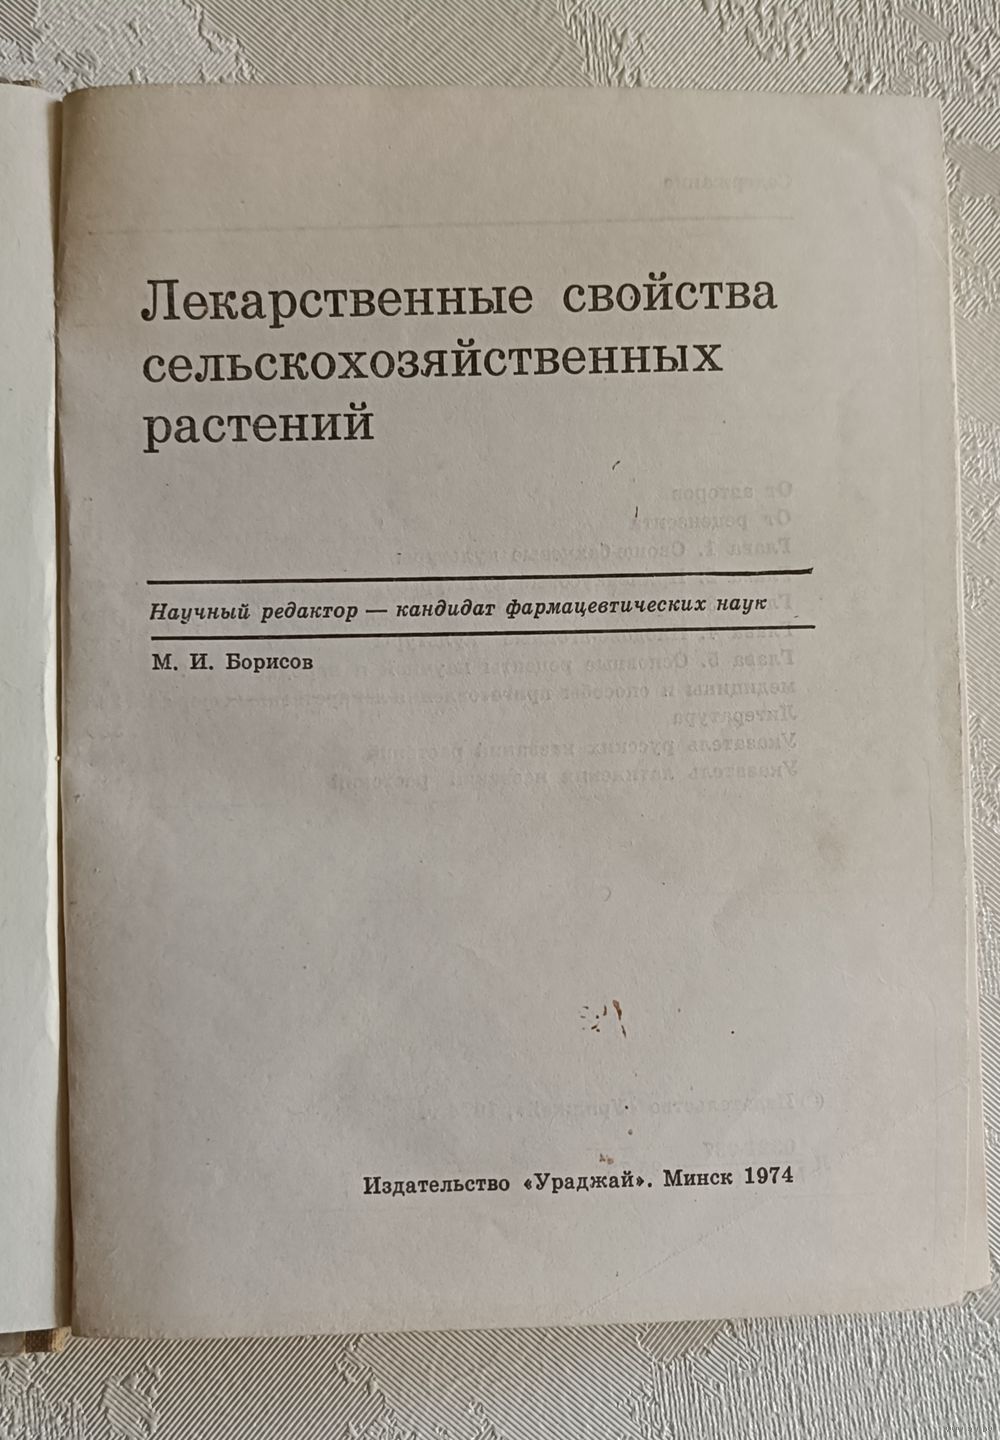 Лекарственные свойства
сельскохозяйственных
растений
Научный редактор — кандидат фармацевтических наук
М. И. Борисов
Издательство «Ураджай». Минск 1974